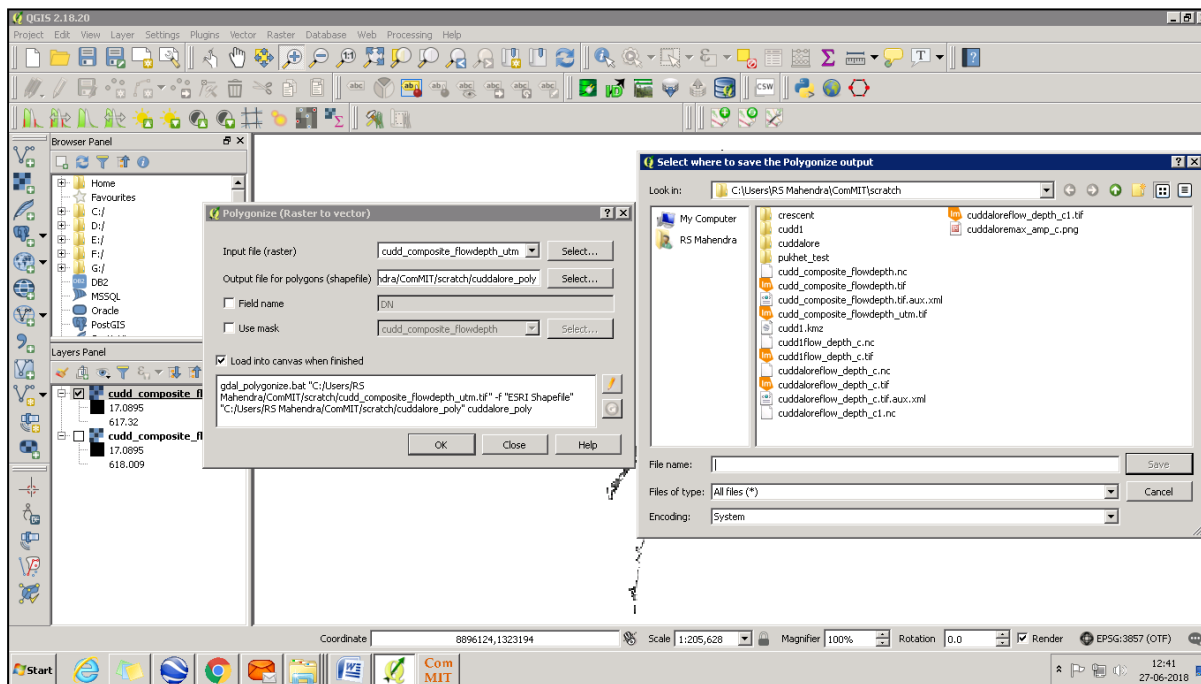 QGIS 2.18.20
Project Edit View Layer Settings Plugins Vector Raster Database Web Processing Help
CSW
Browser Panel
Home
Favourites
C:/
D:/
E:/
F:/
G:/
DB2
MSSQL
Oracle
PostGIS
Layers Panel
cudd_composite_fl
17.0895
617.32
cudd_composite_fl
17.0895
618.009
Polygonize (Raster to vector)
Input file (raster) cudd_composite_flowdepth_utm Select...
Output file for polygons (shapefile) ndra/ComMIT/scratch/cuddalore_poly Select...
Field name DN
Use mask cudd_composite_flowdepth Select...
Load into canvas when finished
gdal_polygonize.bat "C:/Users/RS
Mahendra/ComMIT/scratch/cudd_composite_flowdepth_utm.tif" -f "ESRI Shapefile"
"C:/Users/RS Mahendra/ComMIT/scratch/cuddalore_poly" cuddalore_poly
OK Close Help
Select where to save the Polygonize output
Look in: C:\Users\RS Mahendra\ComMIT\scratch
My Computer
RS Mahendra
crescent
cudd1
cuddalore
pukhet_test
cudd_composite_flowdepth.nc
cudd_composite_flowdepth.tif
cudd_composite_flowdepth.tif.aux.xml
cudd_composite_flowdepth_utm.tif
cudd1.kmz
cudd1flow_depth_c.nc
cudd1flow_depth_c.tif
cuddaloreflow_depth_c.nc
cuddaloreflow_depth_c.tif
cuddaloreflow_depth_c.tif.aux.xml
cuddaloreflow_depth_c1.nc
cuddaloreflow_depth_c1.tif
cuddaloremax_amp_c.png
File name: Save
Files of type: All files (*) Cancel
Encoding: System
Coordinate 8896124,1323194 Scale 1:205,628 Magnifier 100% Rotation 0.0 Render EPSG:3857 (OTF)
Start
Com
MIT
12:41
27-06-2018